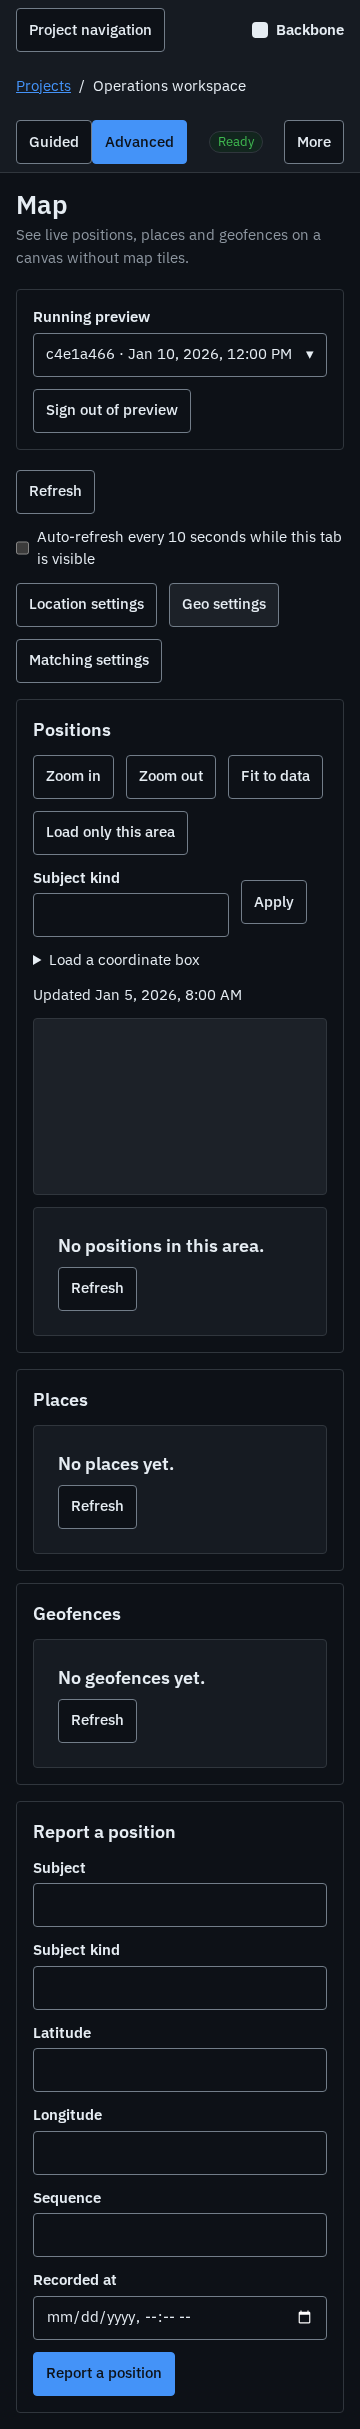 Project navigation
Backbone
Projects / Operations workspace
Guided Advanced Ready More
Map
See live positions, places and geofences on a
canvas without map tiles.
Running preview
c4e1a466 · Jan 10, 2026, 12:00 PM ▾
Sign out of preview
Refresh
Auto-refresh every 10 seconds while this tab
is visible
Location settings Geo settings
Matching settings
Positions
Zoom in Zoom out Fit to data
Load only this area
Subject kind
Apply
▶ Load a coordinate box
Updated Jan 5, 2026, 8:00 AM
No positions in this area.
Refresh
Places
No places yet.
Refresh
Geofences
No geofences yet.
Refresh
Report a position
Subject
Subject kind
Latitude
Longitude
Sequence
Recorded at
mm/dd/yyyy, --:-- --
Report a position